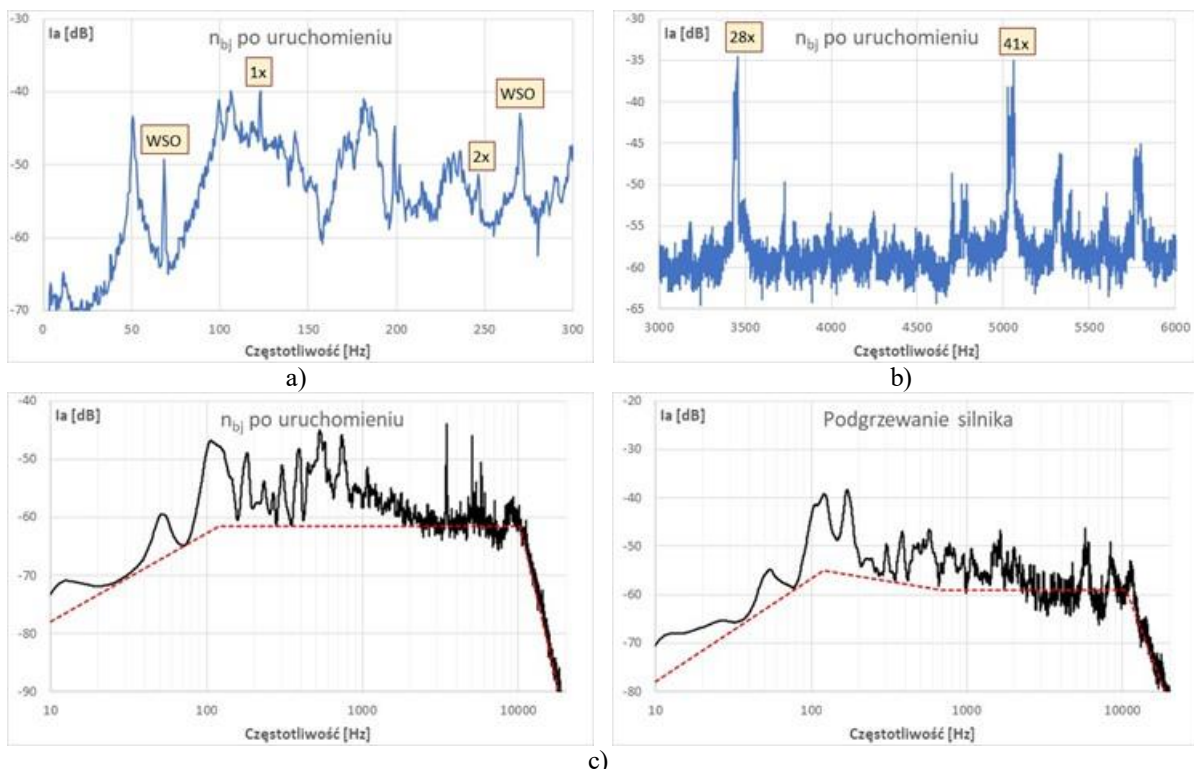 Ia [dB]
n_bj po uruchomieniu
-30
-40
-50
-60
-70
WSO
1x
2x
WSO
0 50 100 150 200 250 300
Częstotliwość [Hz]
a)
Ia [dB]
n_bj po uruchomieniu
-30
-35
-40
-45
-50
-55
-60
-65
28x
41x
3000 3500 4000 4500 5000 5500 6000
Częstotliwość [Hz]
b)
Ia [dB]
n_bj po uruchomieniu
-40
-50
-60
-70
-80
-90
10 100 1000 10000
Częstotliwość [Hz]
Ia [dB]
Podgrzewanie silnika
-20
-30
-40
-50
-60
-70
-80
10 100 1000 10000
Częstotliwość [Hz]
c)